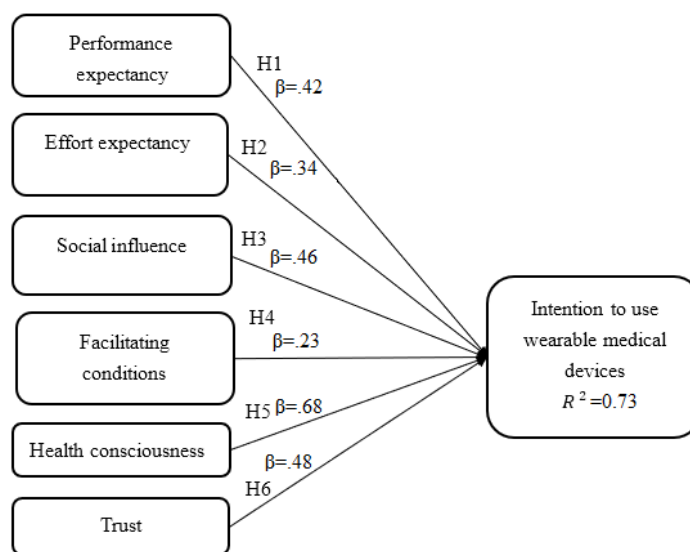 Performance
expectancy
H1
β=.42
Effort expectancy
H2
β=.34
Social influence
H3
β=.46
Facilitating
conditions
H4
β=.23
Health consciousness
H5 β=.68
Trust
β=.48
H6
Intention to use
wearable medical
devices
R ²=0.73